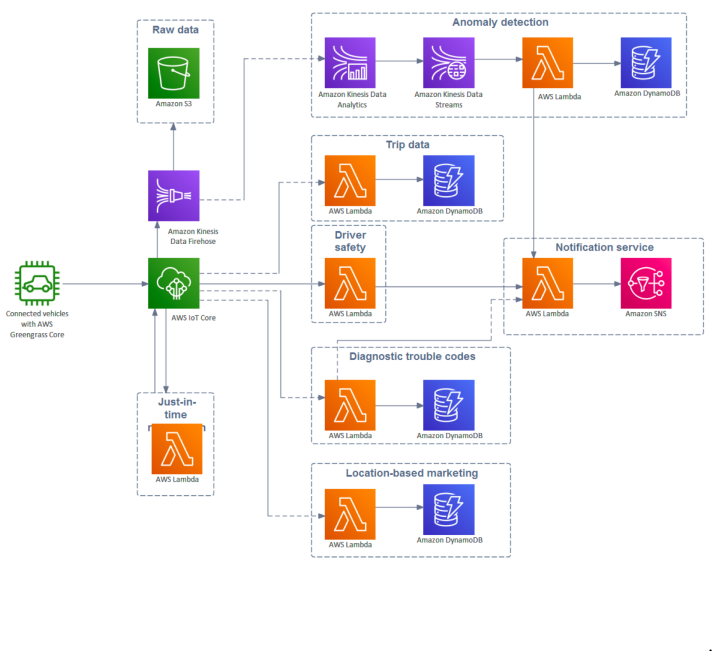 Raw data
Amazon S3
Anomaly detection
Amazon Kinesis Data
Analytics
Amazon Kinesis Data
Streams
AWS Lambda
Amazon DynamoDB
Trip data
AWS Lambda
Amazon DynamoDB
Amazon Kinesis
Data Firehose
Driver
safety
AWS Lambda
Notification service
AWS Lambda
Amazon SNS
Connected vehicles
with AWS
Greengrass Core
AWS IoT Core
Diagnostic trouble codes
AWS Lambda
Amazon DynamoDB
Just-in-
time
AWS Lambda
Location-based marketing
AWS Lambda
Amazon DynamoDB